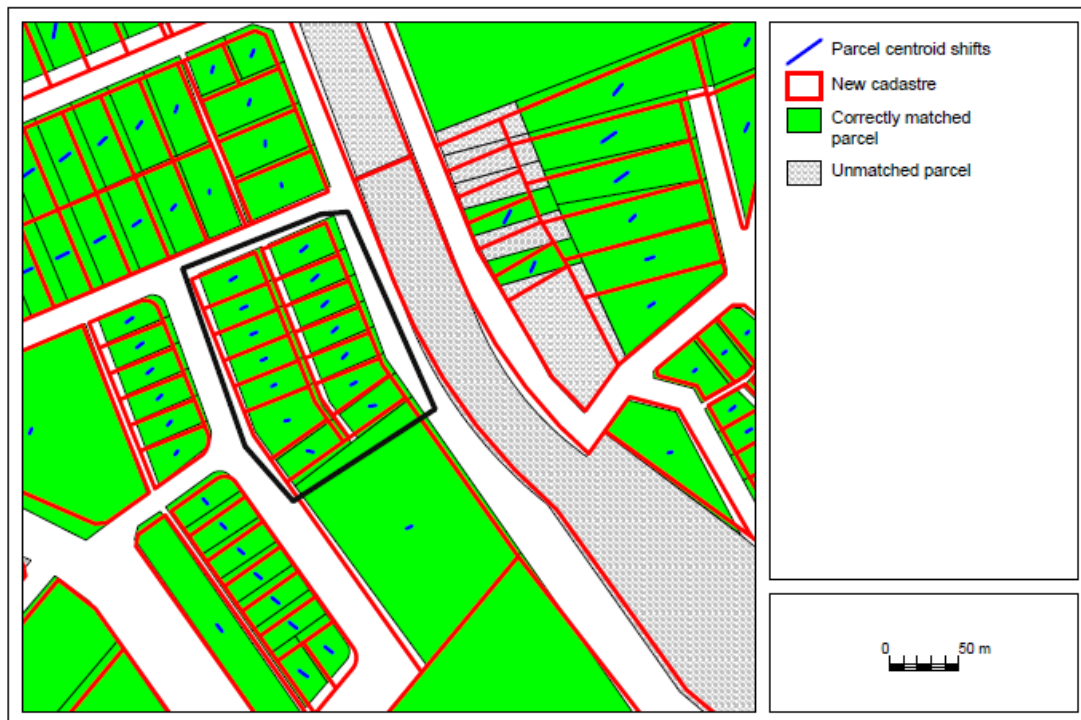 Parcel centroid shifts
New cadastre
Correctly matched
parcel
Unmatched parcel
0 50 m